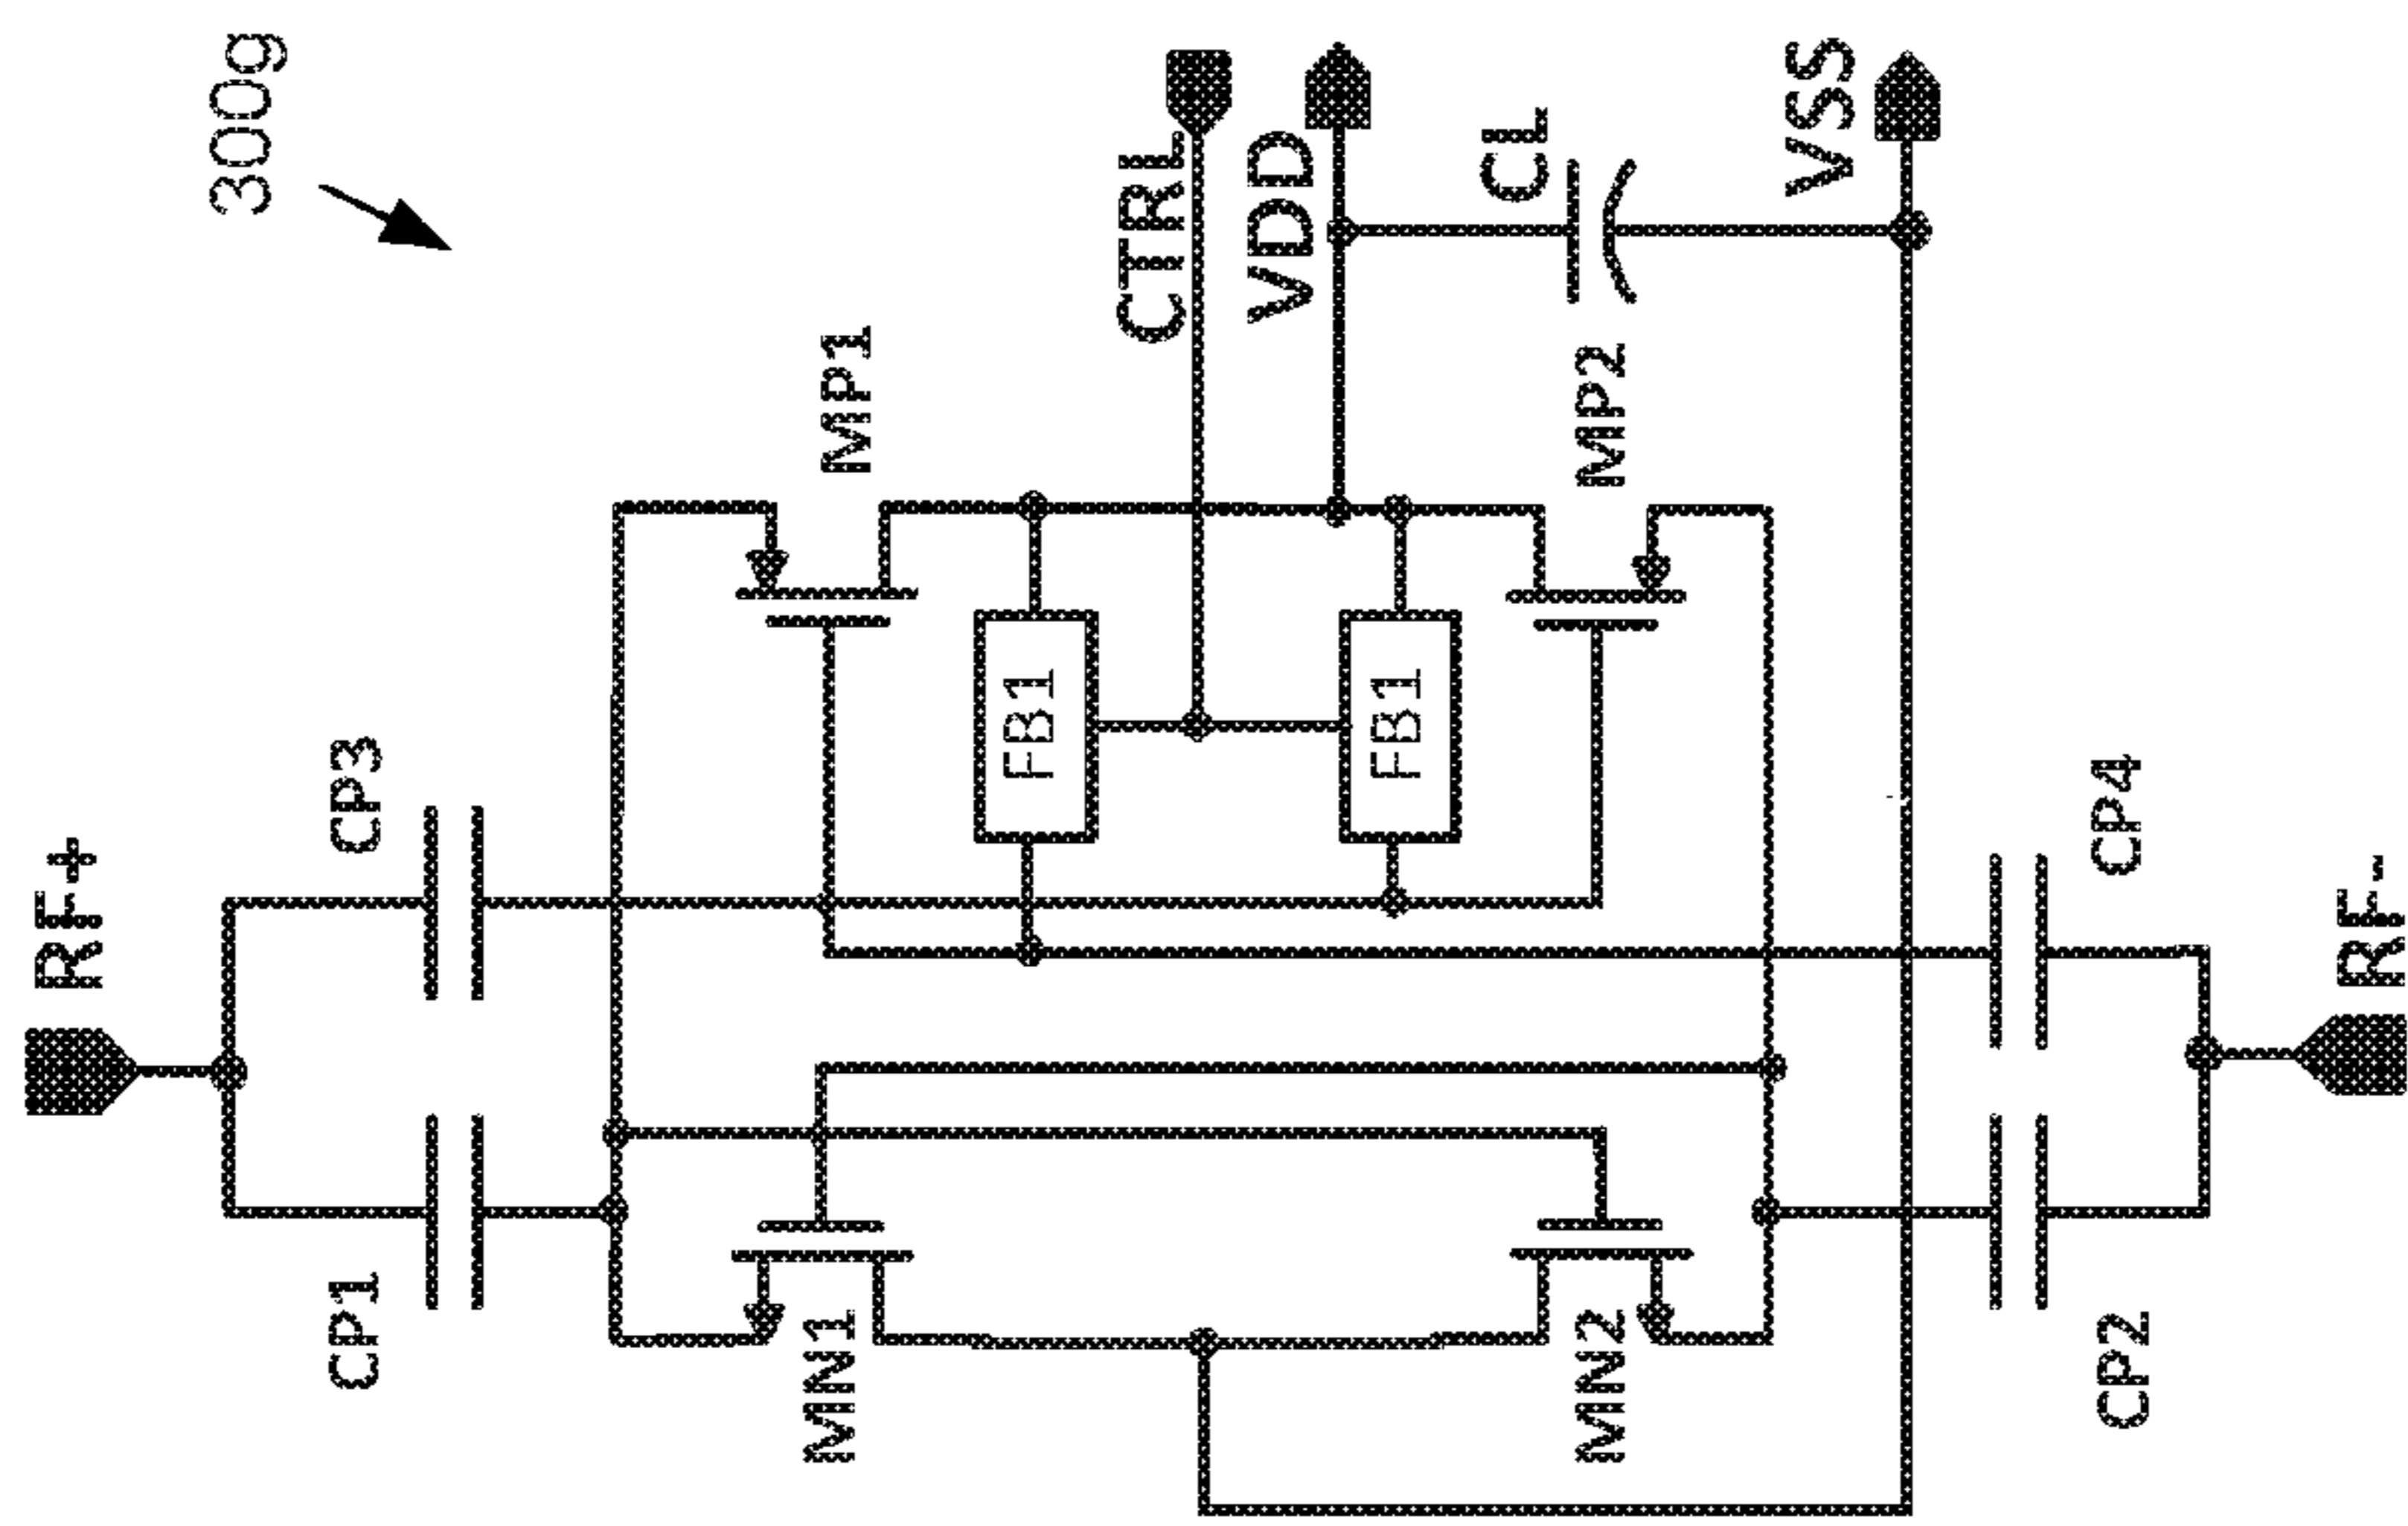 300g
RF+
CP1
CP3
MN1
MP1
FB1
CTRL
VDD
FB1
CL
MN2
MP2
VSS
CP2
CP4
RF-